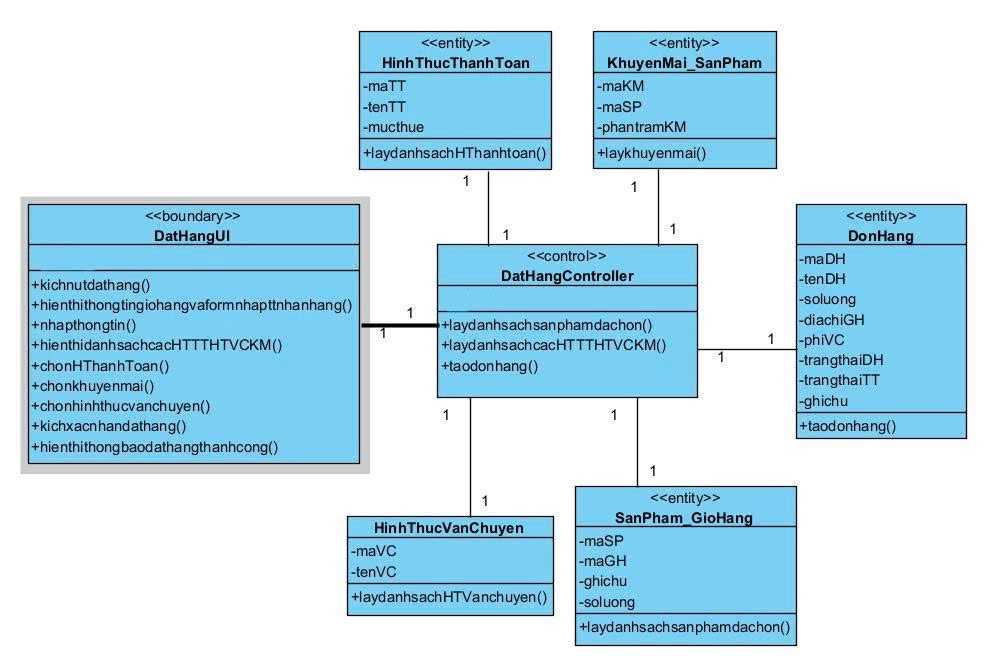 <<entity>>
HinhThucThanhToan
-maTT
-tenTT
-mucthue
+laydanhsachHThanhtoan()
<<entity>>
KhuyenMai_SanPham
-maKM
-maSP
-phantramKM
+laykhuyenmai()
1
1
1
1
<<boundary>>
DatHangUI
+kichnutdathang()
+hienthithongtingiohangvaformnhapttnhanhang()
+nhapthongtin()
+hienthidanhsachcacHTTTHTVCKM()
+chonHThanhToan()
+chonkhuyenmai()
+chonhinhthucvanchuyen()
+kichxacnhandathang()
+hienthithongbaodathangthanhcong()
1
1
<<control>>
DatHangController
+laydanhsachsanphamdachon()
+laydanhsachcacHTTTHTVCKM()
+taodonhang()
1
1
<<entity>>
DonHang
-maDH
-tenDH
-soluong
-diachiGH
-phiVC
-trangthaiDH
-trangthaiTT
-ghichu
+taodonhang()
1
1
1
1
HinhThucVanChuyen
-maVC
-tenVC
+laydanhsachHTVanchuyen()
<<entity>>
SanPham_GioHang
-maSP
-maGH
-ghichu
-soluong
+laydanhsachsanphamdachon()